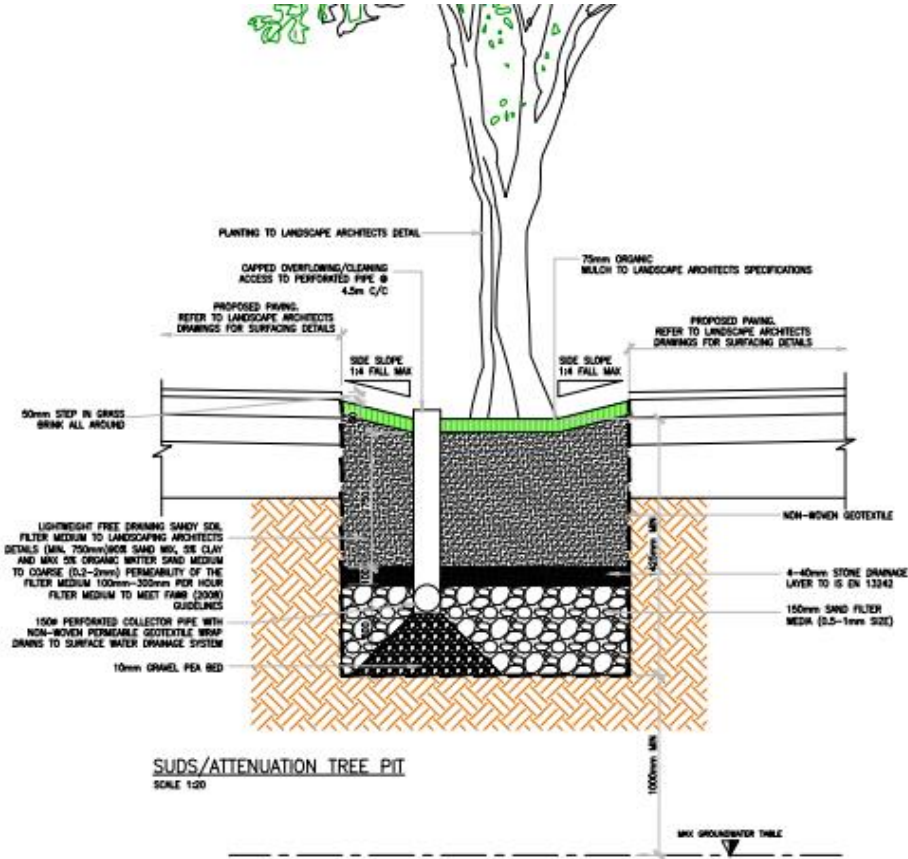 PLANTING TO LANDSCAPE ARCHITECTS DETAIL
75mm ORGANIC
MULCH TO LANDSCAPE ARCHITECTS SPECIFICATIONS
CAPPED OVERFLOWING/CLEANING
ACCESS TO PERFORATED PIPE @
4.5m C/C
PROPOSED PAVING.
REFER TO LANDSCAPE ARCHITECTS
DRAWINGS FOR SURFACING DETAILS
PROPOSED PAVING.
REFER TO LANDSCAPE ARCHITECTS
DRAWINGS FOR SURFACING DETAILS
SIDE SLOPE
1:4 FALL MAX
SIDE SLOPE
1:4 FALL MAX
50mm STEP IN GRASS
BRINK ALL AROUND
LIGHTWEIGHT FREE DRAINING SANDY SOIL
FILTER MEDIUM TO LANDSCAPING ARCHITECTS
DETAILS (MIN. 750mm)90% SAND MIX, 5% CLAY
AND MAX 5% ORGANIC MATTER SAND MEDIUM
TO COARSE (0.2-2mm) PERMEABILITY OF THE
FILTER MEDIUM 100mm-300mm PER HOUR
FILTER MEDIUM TO MEET (2008)
GUIDELINES
150ø PERFORATED COLLECTOR PIPE WITH
NON-WOVEN PERMEABLE GEOTEXTILE WRAP
DRAINS TO SURFACE WATER DRAINAGE SYSTEM
10mm GRAVEL PEA BED
NON-WOVEN GEOTEXTILE
4-40mm STONE DRAINAGE
LAYER TO IS EN 13242
150mm SAND FILTER
MEDIA (0.5-1mm SIZE)
1000mm MIN
SUDS/ATTENUATION TREE PIT
SCALE 1:20
MAX GROUNDWATER TABLE